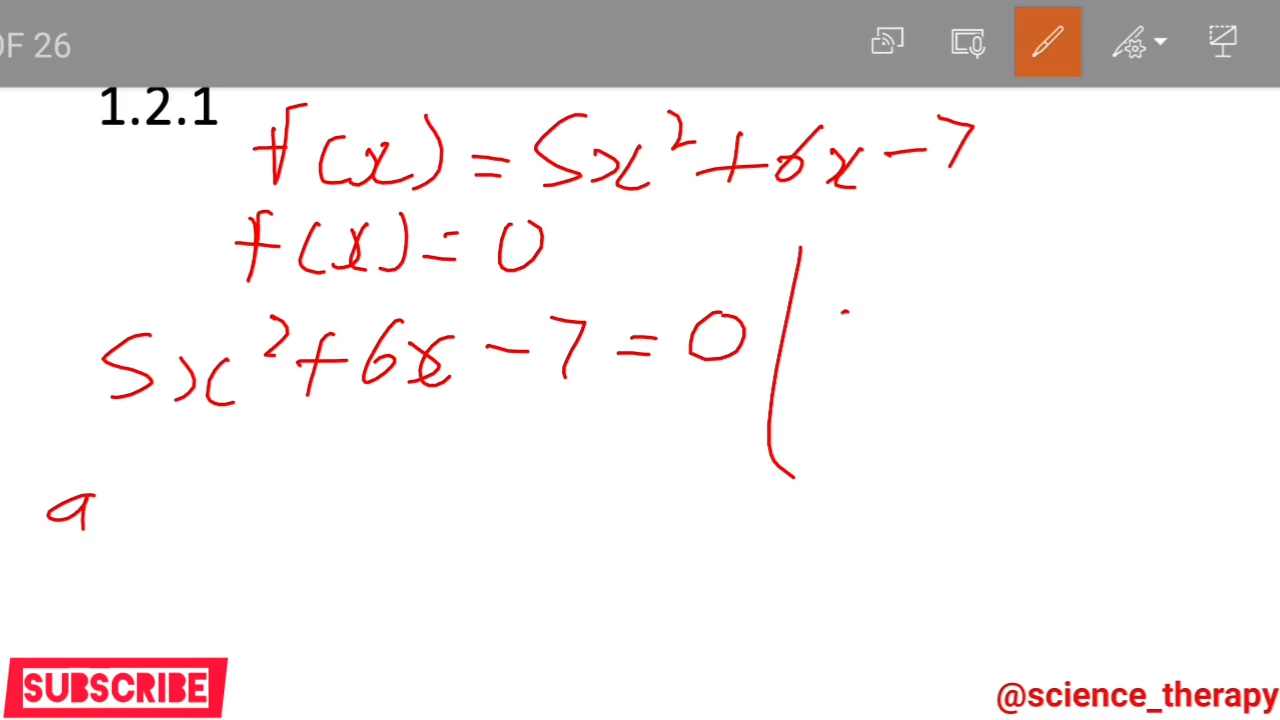 OF 26
1.2.1
f(x) = 5x² + 6x - 7
f(x) = 0
5x² + 6x - 7 = 0
a
SUBSCRIBE
@science_therapy